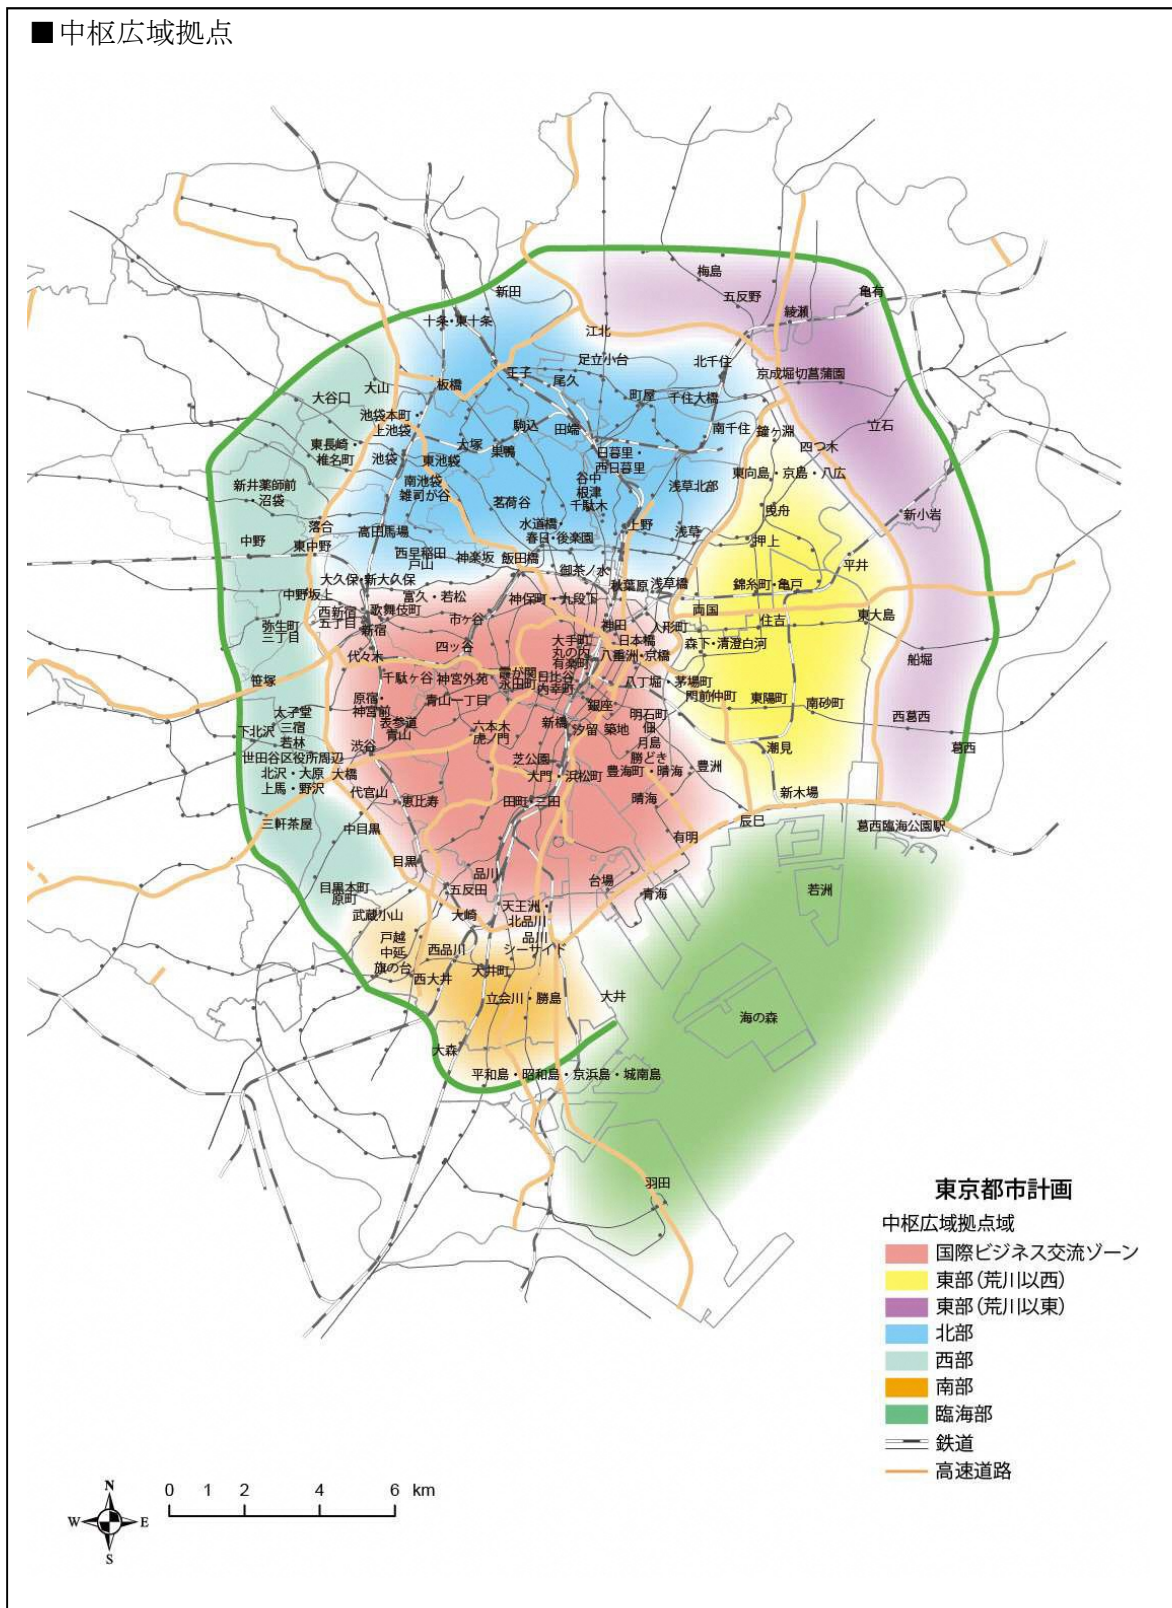 ■中枢広域拠点
新田
梅島
五反野
綾瀬
亀有
十条・東十条
江北
足立小台
北千住
京成堀切菖蒲園
王子
尾久
大山
板橋
大谷口
町屋
千住大橋
池袋本町・
上池袋
駒込
田端
南千住
鐘ヶ淵
立石
四つ木
東長崎・
椎名町
池袋
東池袋
大塚
巣鴨
日暮里・
西日暮里
東向島・京島・八広
新井薬師前
・沼袋
南池袋
雑司が谷
茗荷谷
谷中
根津
千駄木
浅草北部
曳舟
新小岩
落合
高田馬場
水道橋・
春日・後楽園
上野
浅草
押上
中野
東中野
西早稲田
戸山
神楽坂
飯田橋
御茶ノ水
平井
大久保・新大久保
秋葉原
浅草橋
錦糸町・亀戸
中野坂上
富久・若松
神保町・九段下
西新宿
五丁目
歌舞伎町
市ヶ谷
両国
東大島
弥生町
三丁目
新宿
神田
人形町
住吉
代々木
四ッ谷
大手町
丸の内
有楽町
日本橋
八重洲・京橋
森下・清澄白河
船堀
笹塚
千駄ヶ谷
神宮外苑
霞が関
永田町
日比谷
内幸町
八丁堀・茅場町
原宿・
神宮前
青山一丁目
銀座
門前仲町
東陽町
南砂町
西葛西
太子堂
三宿
若林
下北沢
表参道
青山
六本木
虎ノ門
新橋
汐留
築地
明石町
佃
月島
葛西
世田谷区役所周辺
渋谷
芝公園
勝どき
潮見
北沢・大原
上馬・野沢
大橋
大門・浜松町
豊海町・晴海
豊洲
代官山
恵比寿
田町・三田
晴海
新木場
三軒茶屋
中目黒
有明
辰巳
葛西臨海公園駅
目黒
品川
台場
青海
若洲
目黒本町
原町
五反田
武蔵小山
大崎
天王洲・
北品川
戸越
中延
旗の台
西品川
品川
シーサイド
西大井
大井町
立会川・勝島
大井
海の森
大森
平和島・昭和島・京浜島・城南島
羽田
東京都市計画
中枢広域拠点域
国際ビジネス交流ゾーン
東部（荒川以西）
東部（荒川以東）
北部
西部
南部
臨海部
鉄道
高速道路
N
W
E
S
0 1 2 4 6 km